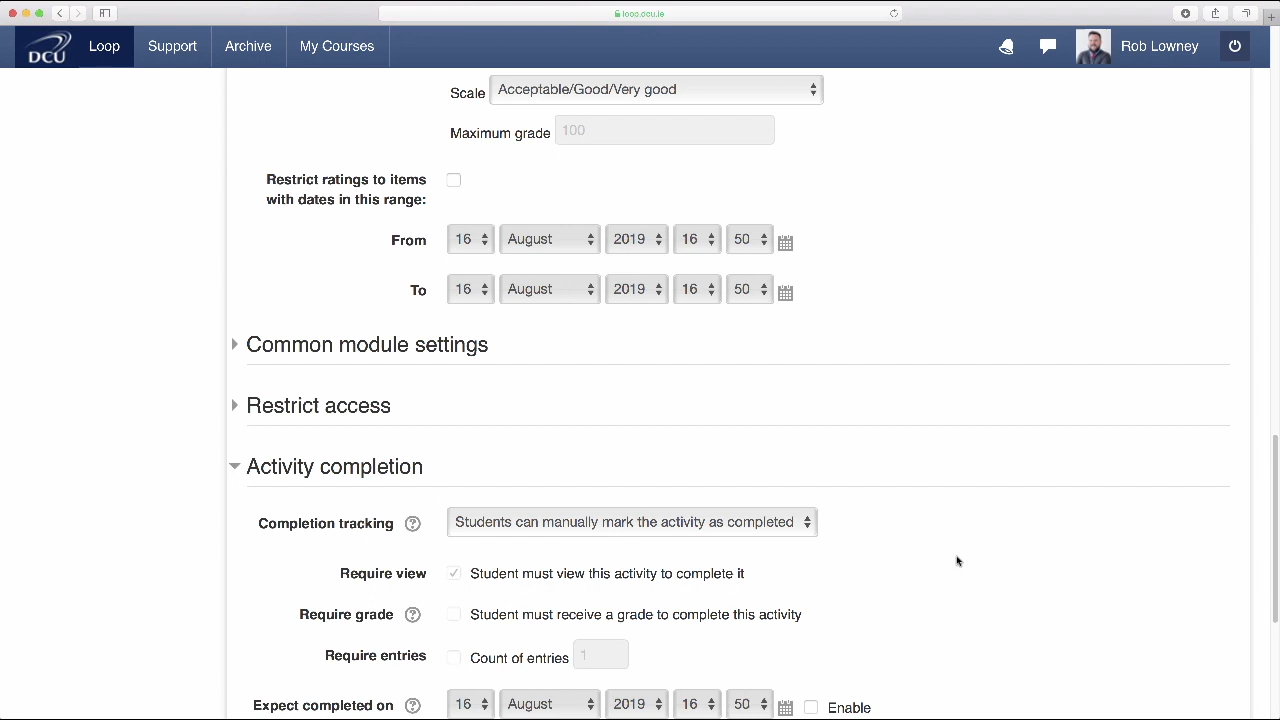 loop.dcu.ie
DCU Loop Support Archive My Courses Rob Lowney
Scale Acceptable/Good/Very good
Maximum grade 100
Restrict ratings to items
with dates in this range:
From 16 August 2019 16 50
To 16 August 2019 16 50
Common module settings
Restrict access
Activity completion
Completion tracking ? Students can manually mark the activity as completed
Require view Student must view this activity to complete it
Require grade ? Student must receive a grade to complete this activity
Require entries Count of entries 1
Expect completed on ? 16 August 2019 16 50 Enable